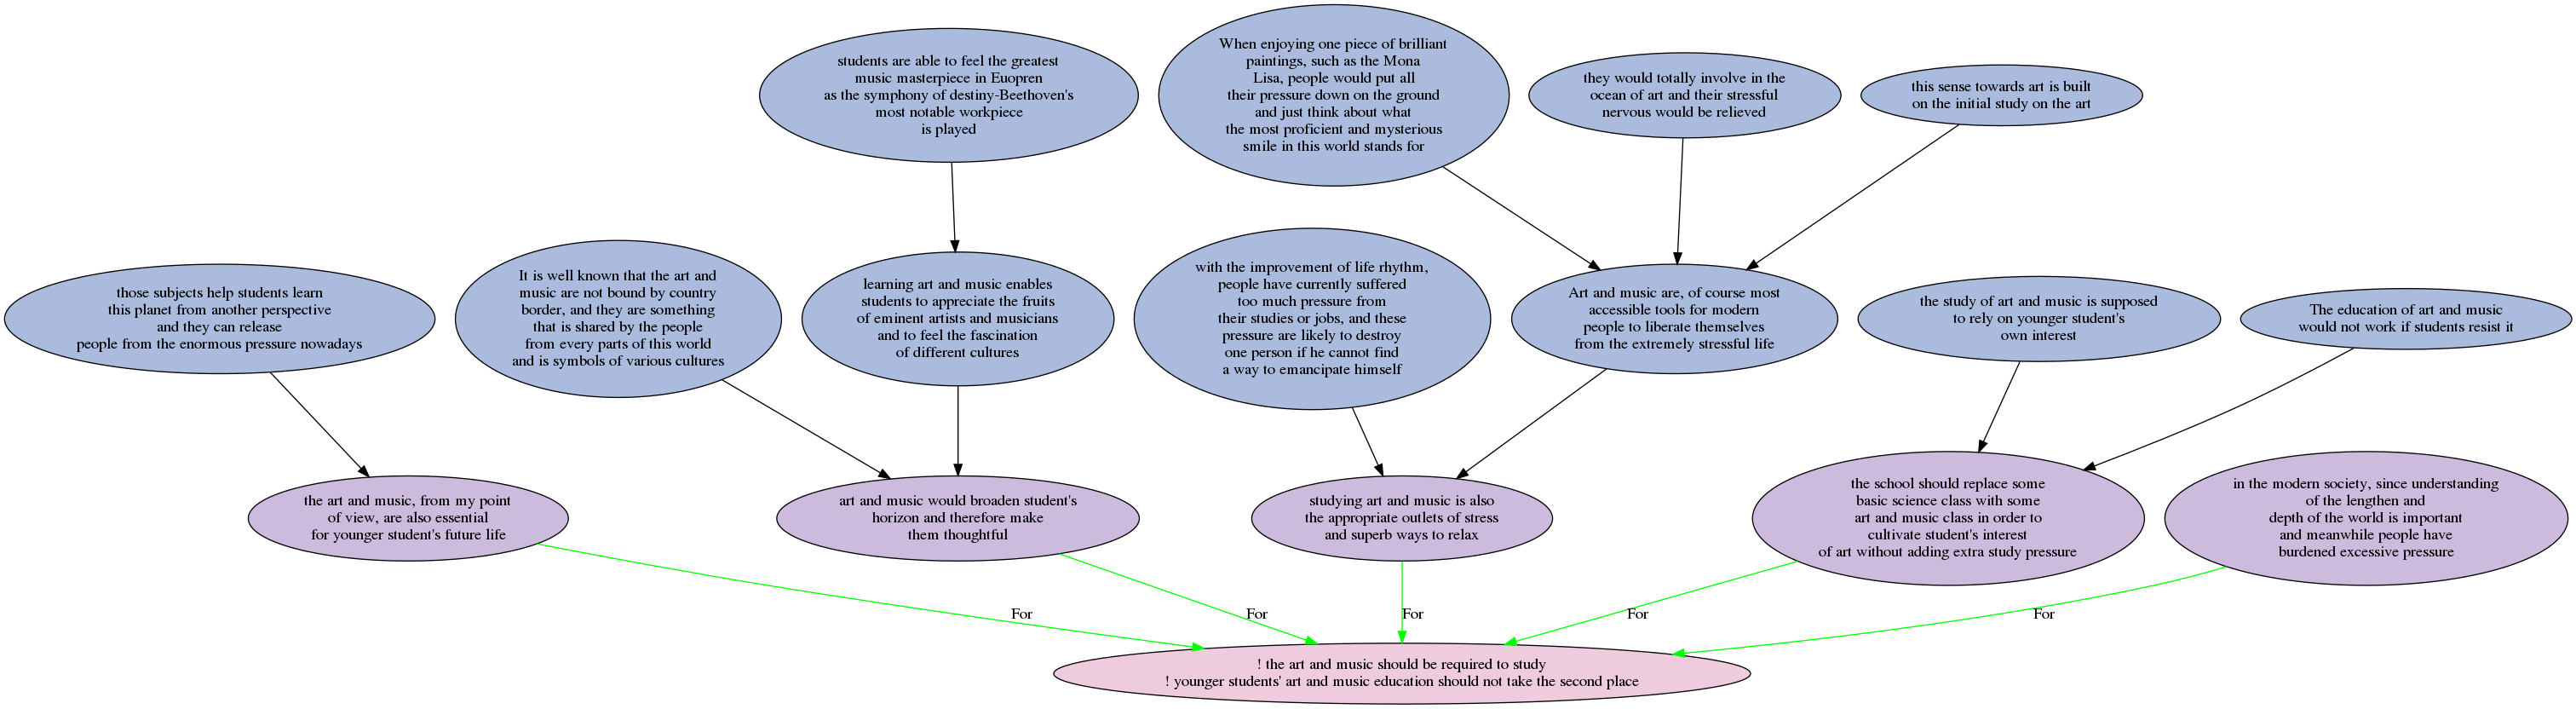 students are able to feel the greatest
music masterpiece in Euopren
as the symphony of destiny-Beethoven's
most notable workpiece
is played
When enjoying one piece of brilliant
paintings, such as the Mona
Lisa, people would put all
their pressure down on the ground
and just think about what
the most proficient and mysterious
smile in this world stands for
they would totally involve in the
ocean of art and their stressful
nervous would be relieved
this sense towards art is built
on the initial study on the art
those subjects help students learn
this planet from another perspective
and they can release
people from the enormous pressure nowadays
It is well known that the art and
music are not bound by country
border, and they are something
that is shared by the people
from every parts of this world
and is symbols of various cultures
learning art and music enables
students to appreciate the fruits
of eminent artists and musicians
and to feel the fascination
of different cultures
with the improvement of life rhythm,
people have currently suffered
too much pressure from
their studies or jobs, and these
pressure are likely to destroy
one person if he cannot find
a way to emancipate himself
Art and music are, of course most
accessible tools for modern
people to liberate themselves
from the extremely stressful life
the study of art and music is supposed
to rely on younger student's
own interest
The education of art and music
would not work if students resist it
the art and music, from my point
of view, are also essential
for younger student's future life
art and music would broaden student's
horizon and therefore make
them thoughtful
studying art and music is also
the appropriate outlets of stress
and superb ways to relax
the school should replace some
basic science class with some
art and music class in order to
cultivate student's interest
of art without adding extra study pressure
in the modern society, since understanding
of the lengthen and
depth of the world is important
and meanwhile people have
burdened excessive pressure
For
For
For
For
For
! the art and music should be required to study
! younger students' art and music education should not take the second place